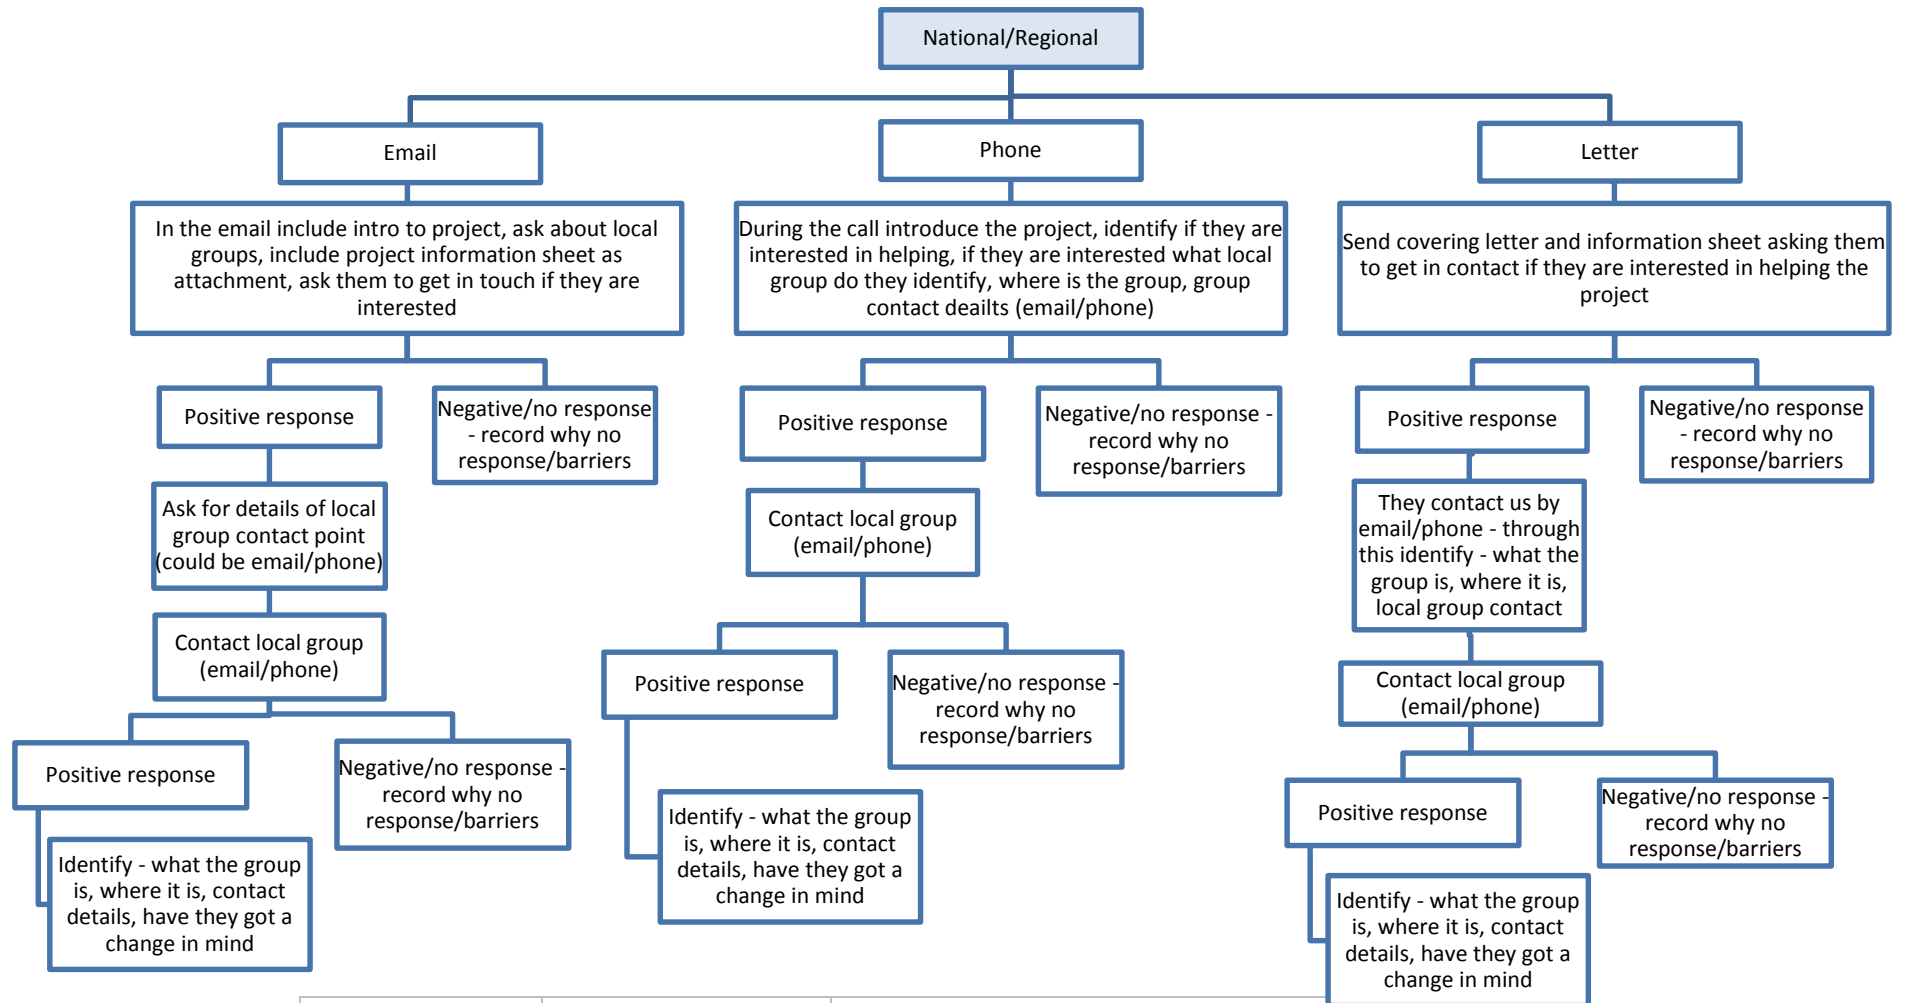 National/Regional
Email
Phone
Letter
In the email include intro to project, ask about local
groups, include project information sheet as
attachment, ask them to get in touch if they are
interested
During the call introduce the project, identify if they are
interested in helping, if they are interested what local
group do they identify, where is the group, group
contact dealits (email/phone)
Send covering letter and information sheet asking them
to get in contact if they are interested in helping the
project
Positive response
Negative/no response
- record why no
response/barriers
Positive response
Negative/no response -
record why no
response/barriers
Positive response
Negative/no response
- record why no
response/barriers
Ask for details of local
group contact point
(could be email/phone)
Contact local group
(email/phone)
They contact us by
email/phone - through
this identify - what the
group is, where it is,
local group contact
Contact local group
(email/phone)
Positive response
Negative/no response -
record why no
response/barriers
Contact local group
(email/phone)
Positive response
Negative/no response -
record why no
response/barriers
Identify - what the group
is, where it is, contact
details, have they got a
change in mind
Positive response
Negative/no response -
record why no
response/barriers
Identify - what the group
is, where it is, contact
details, have they got a
change in mind
Identify - what the group
is, where it is, contact
details, have they got a
change in mind